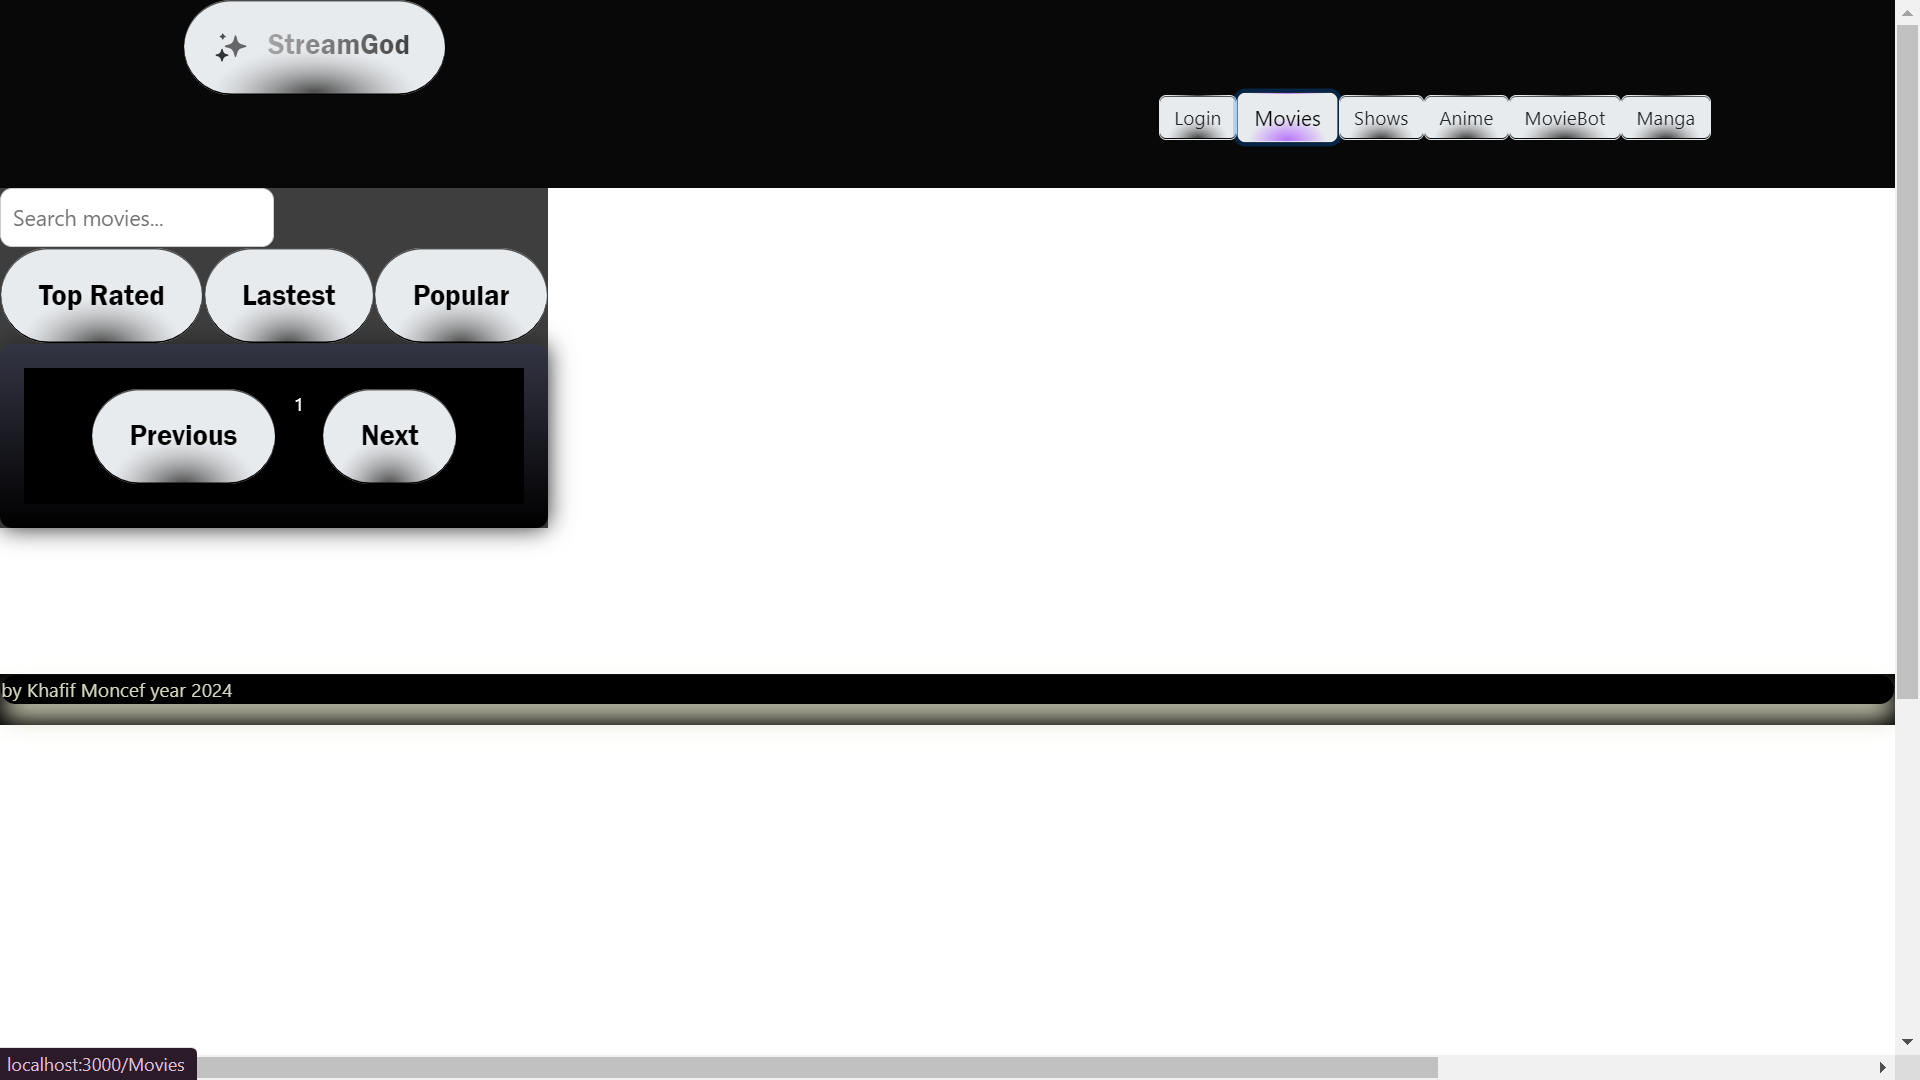 StreamGod
Login Movies Shows Anime MovieBot Manga
Search movies...
Top Rated Lastest Popular
Previous 1 Next
by Khafif Moncef year 2024
localhost:3000/Movies